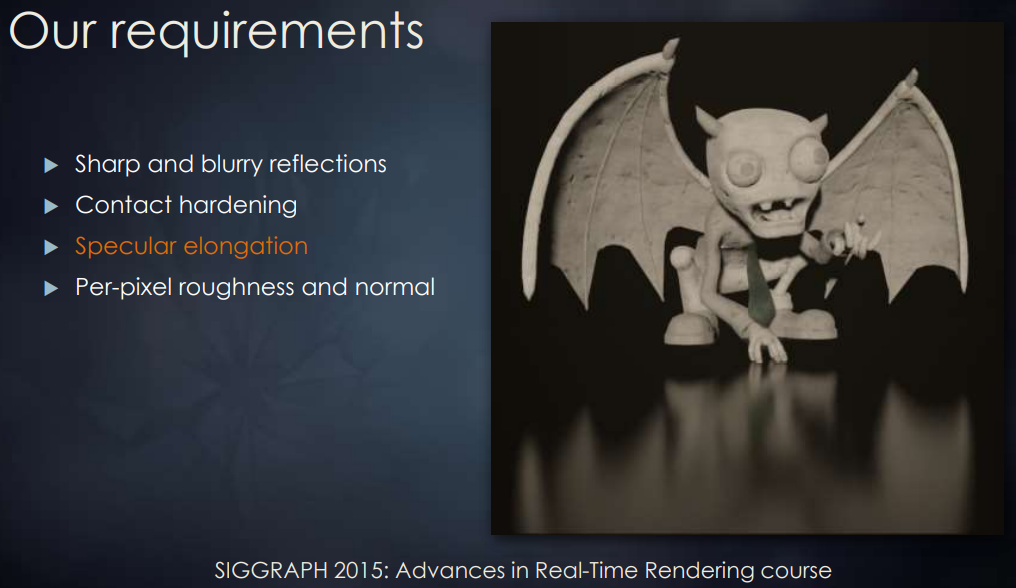 Our requirements
Sharp and blurry reflections
Contact hardening
Specular elongation
Per-pixel roughness and normal
SIGGRAPH 2015: Advances in Real-Time Rendering course